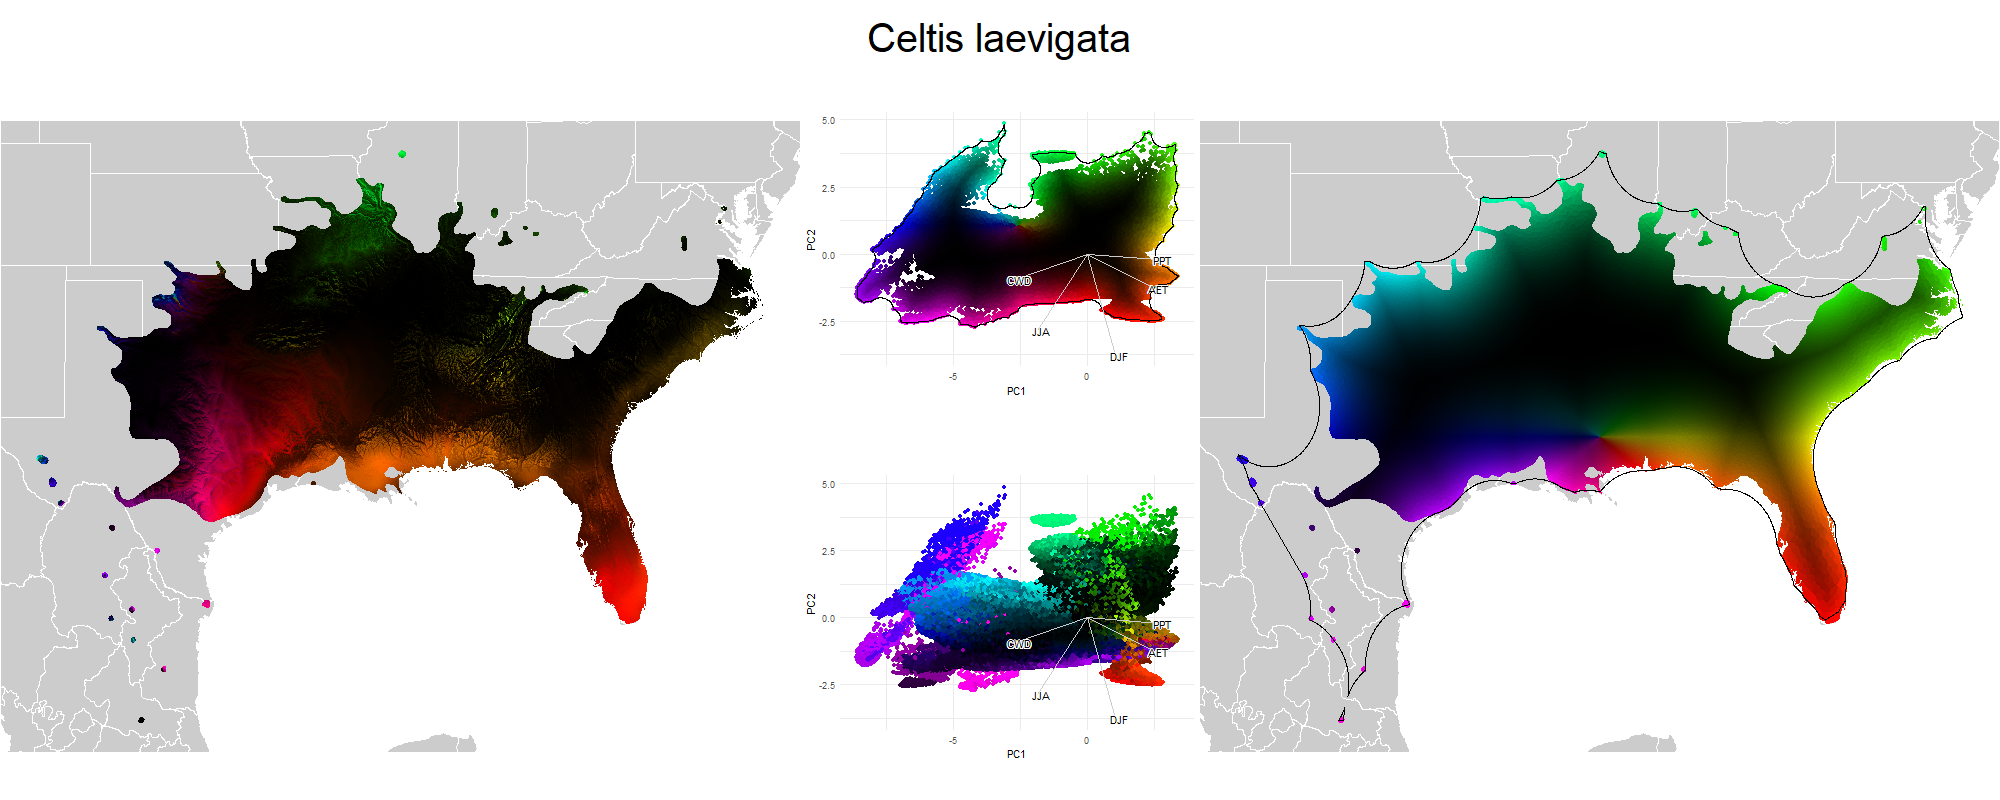 Celtis laevigata
5.0
2.5
0.0
-2.5
PC2
CWD
PPT
AET
JJA
DJF
-5
0
PC1
5.0
2.5
0.0
-2.5
PC2
CWD
PPT
AET
JJA
DJF
-5
0
PC1